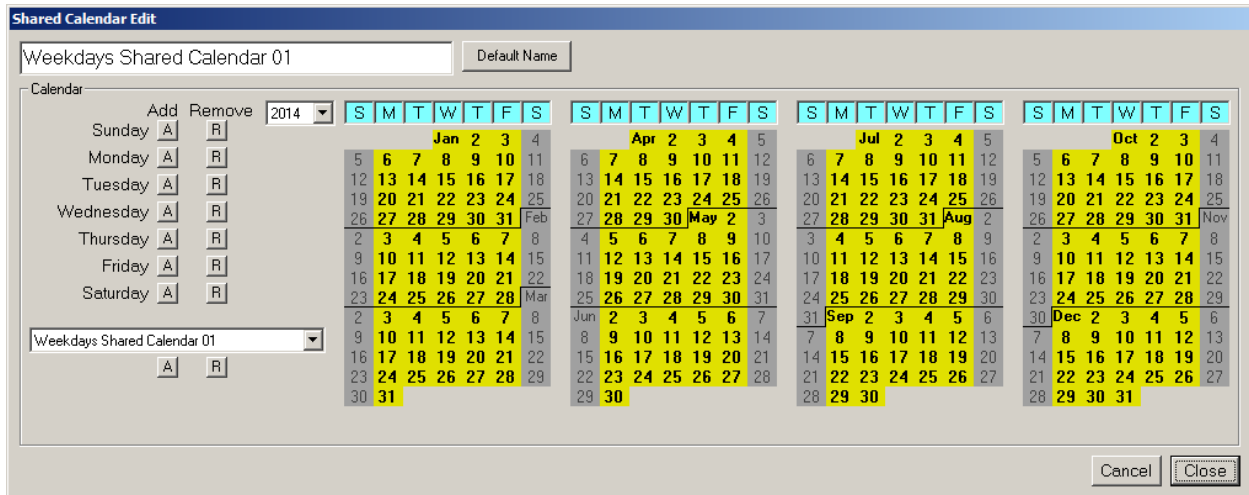 Shared Calendar Edit
Weekdays Shared Calendar 01 Default Name
Calendar
Add Remove 2014 S M T W T F S S M T W T F S S M T W T F S S M T W T F S
Sunday A R Jan 2 3 4 Apr 2 3 4 5 Jul 2 3 4 5 Oct 2 3 4
Monday A R 5 6 7 8 9 10 11 6 7 8 9 10 11 12 6 7 8 9 10 11 12 5 6 7 8 9 10 11
Tuesday A R 12 13 14 15 16 17 18 13 14 15 16 17 18 19 13 14 15 16 17 18 19 12 13 14 15 16 17 18
19 20 21 22 23 24 25 20 21 22 23 24 25 26 20 21 22 23 24 25 26 19 20 21 22 23 24 25
Wednesday A R 26 27 28 29 30 31 Feb 27 28 29 30 May 2 3 27 28 29 30 31 Aug 2 26 27 28 29 30 31 Nov
Thursday A R 2 3 4 5 6 7 8 4 5 6 7 8 9 10 3 4 5 6 7 8 9 2 3 4 5 6 7 8
Friday A R 9 10 11 12 13 14 15 11 12 13 14 15 16 17 10 11 12 13 14 15 16 9 10 11 12 13 14 15
16 17 18 19 20 21 22 18 19 20 21 22 23 24 17 18 19 20 21 22 23 16 17 18 19 20 21 22
Saturday A R 23 24 25 26 27 28 Mar 25 26 27 28 29 30 31 24 25 26 27 28 29 30 23 24 25 26 27 28 29
2 3 4 5 6 7 8 Jun 2 3 4 5 6 7 31 Sep 2 3 4 5 6 30 Dec 2 3 4 5 6
Weekdays Shared Calendar 01 9 10 11 12 13 14 15 8 9 10 11 12 13 14 7 8 9 10 11 12 13 7 8 9 10 11 12 13
A R 16 17 18 19 20 21 22 15 16 17 18 19 20 21 14 15 16 17 18 19 20 14 15 16 17 18 19 20
23 24 25 26 27 28 29 22 23 24 25 26 27 28 21 22 23 24 25 26 27 21 22 23 24 25 26 27
30 31 29 30 28 29 30 28 29 30 31
Cancel Close